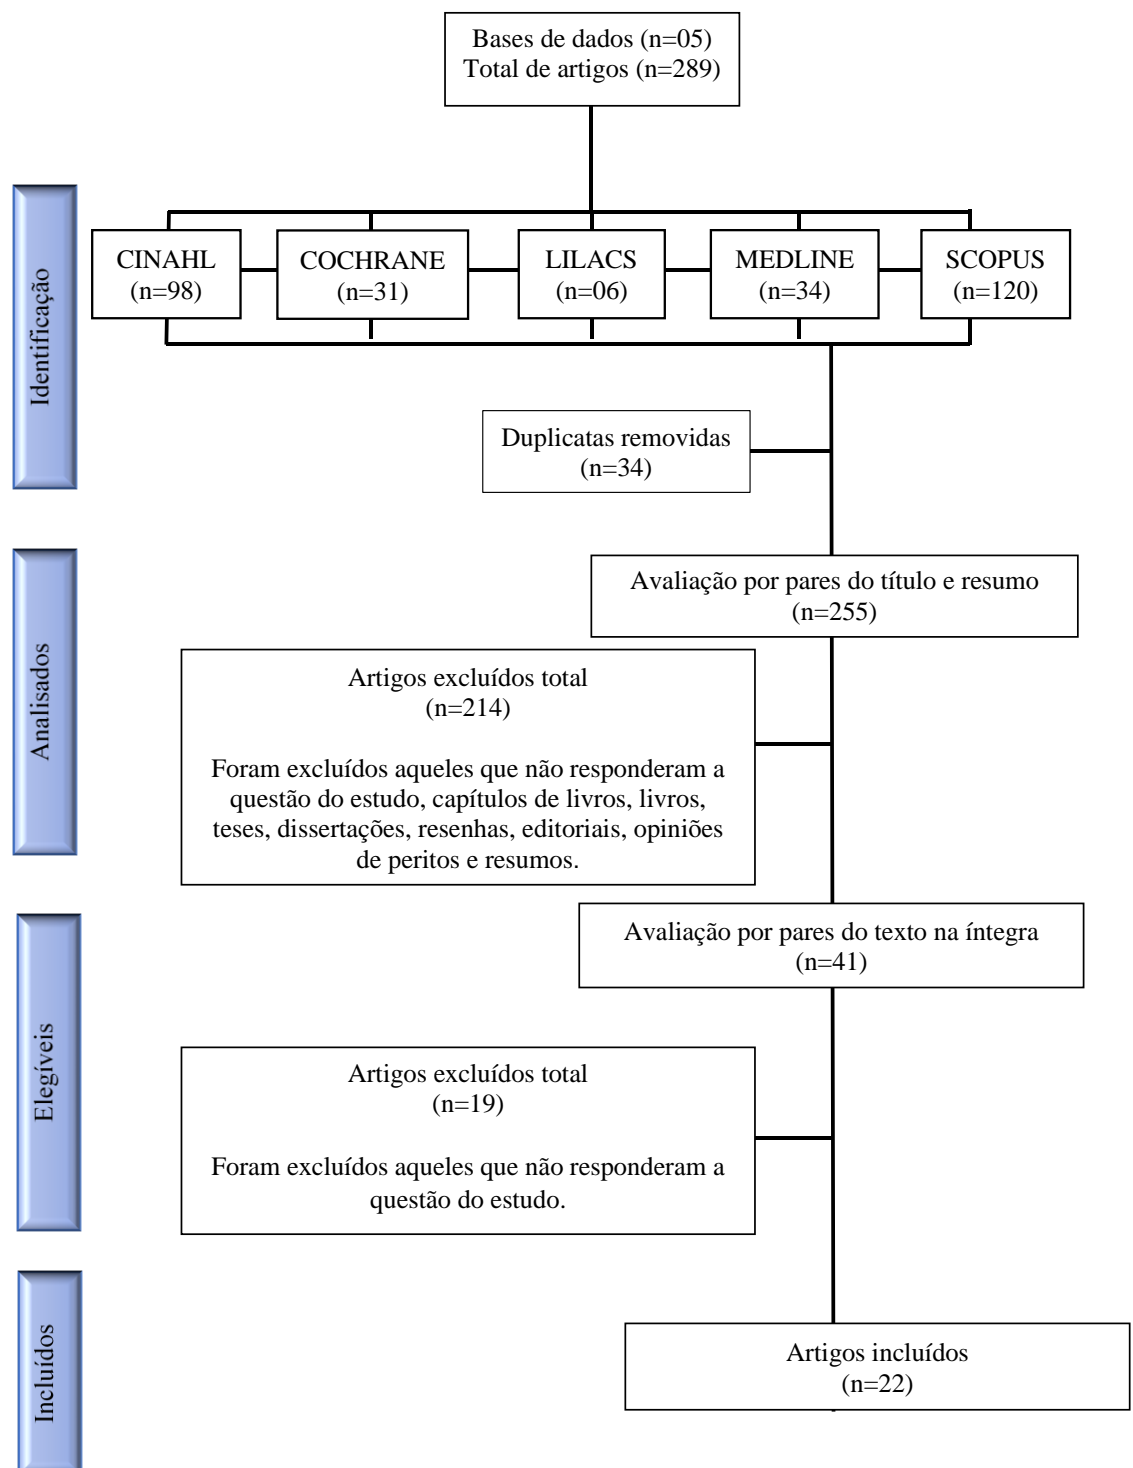 Bases de dados (n=05)
Total de artigos (n=289)
Identificação
CINAHL
(n=98)
COCHRANE
(n=31)
LILACS
(n=06)
MEDLINE
(n=34)
SCOPUS
(n=120)
Duplicatas removidas
(n=34)
Analisados
Avaliação por pares do título e resumo
(n=255)
Artigos excluídos total
(n=214)
Foram excluídos aqueles que não responderam a
questão do estudo, capítulos de livros, livros,
teses, dissertações, resenhas, editoriais, opiniões
de peritos e resumos.
Elegíveis
Avaliação por pares do texto na íntegra
(n=41)
Artigos excluídos total
(n=19)
Foram excluídos aqueles que não responderam a
questão do estudo.
Incluídos
Artigos incluídos
(n=22)